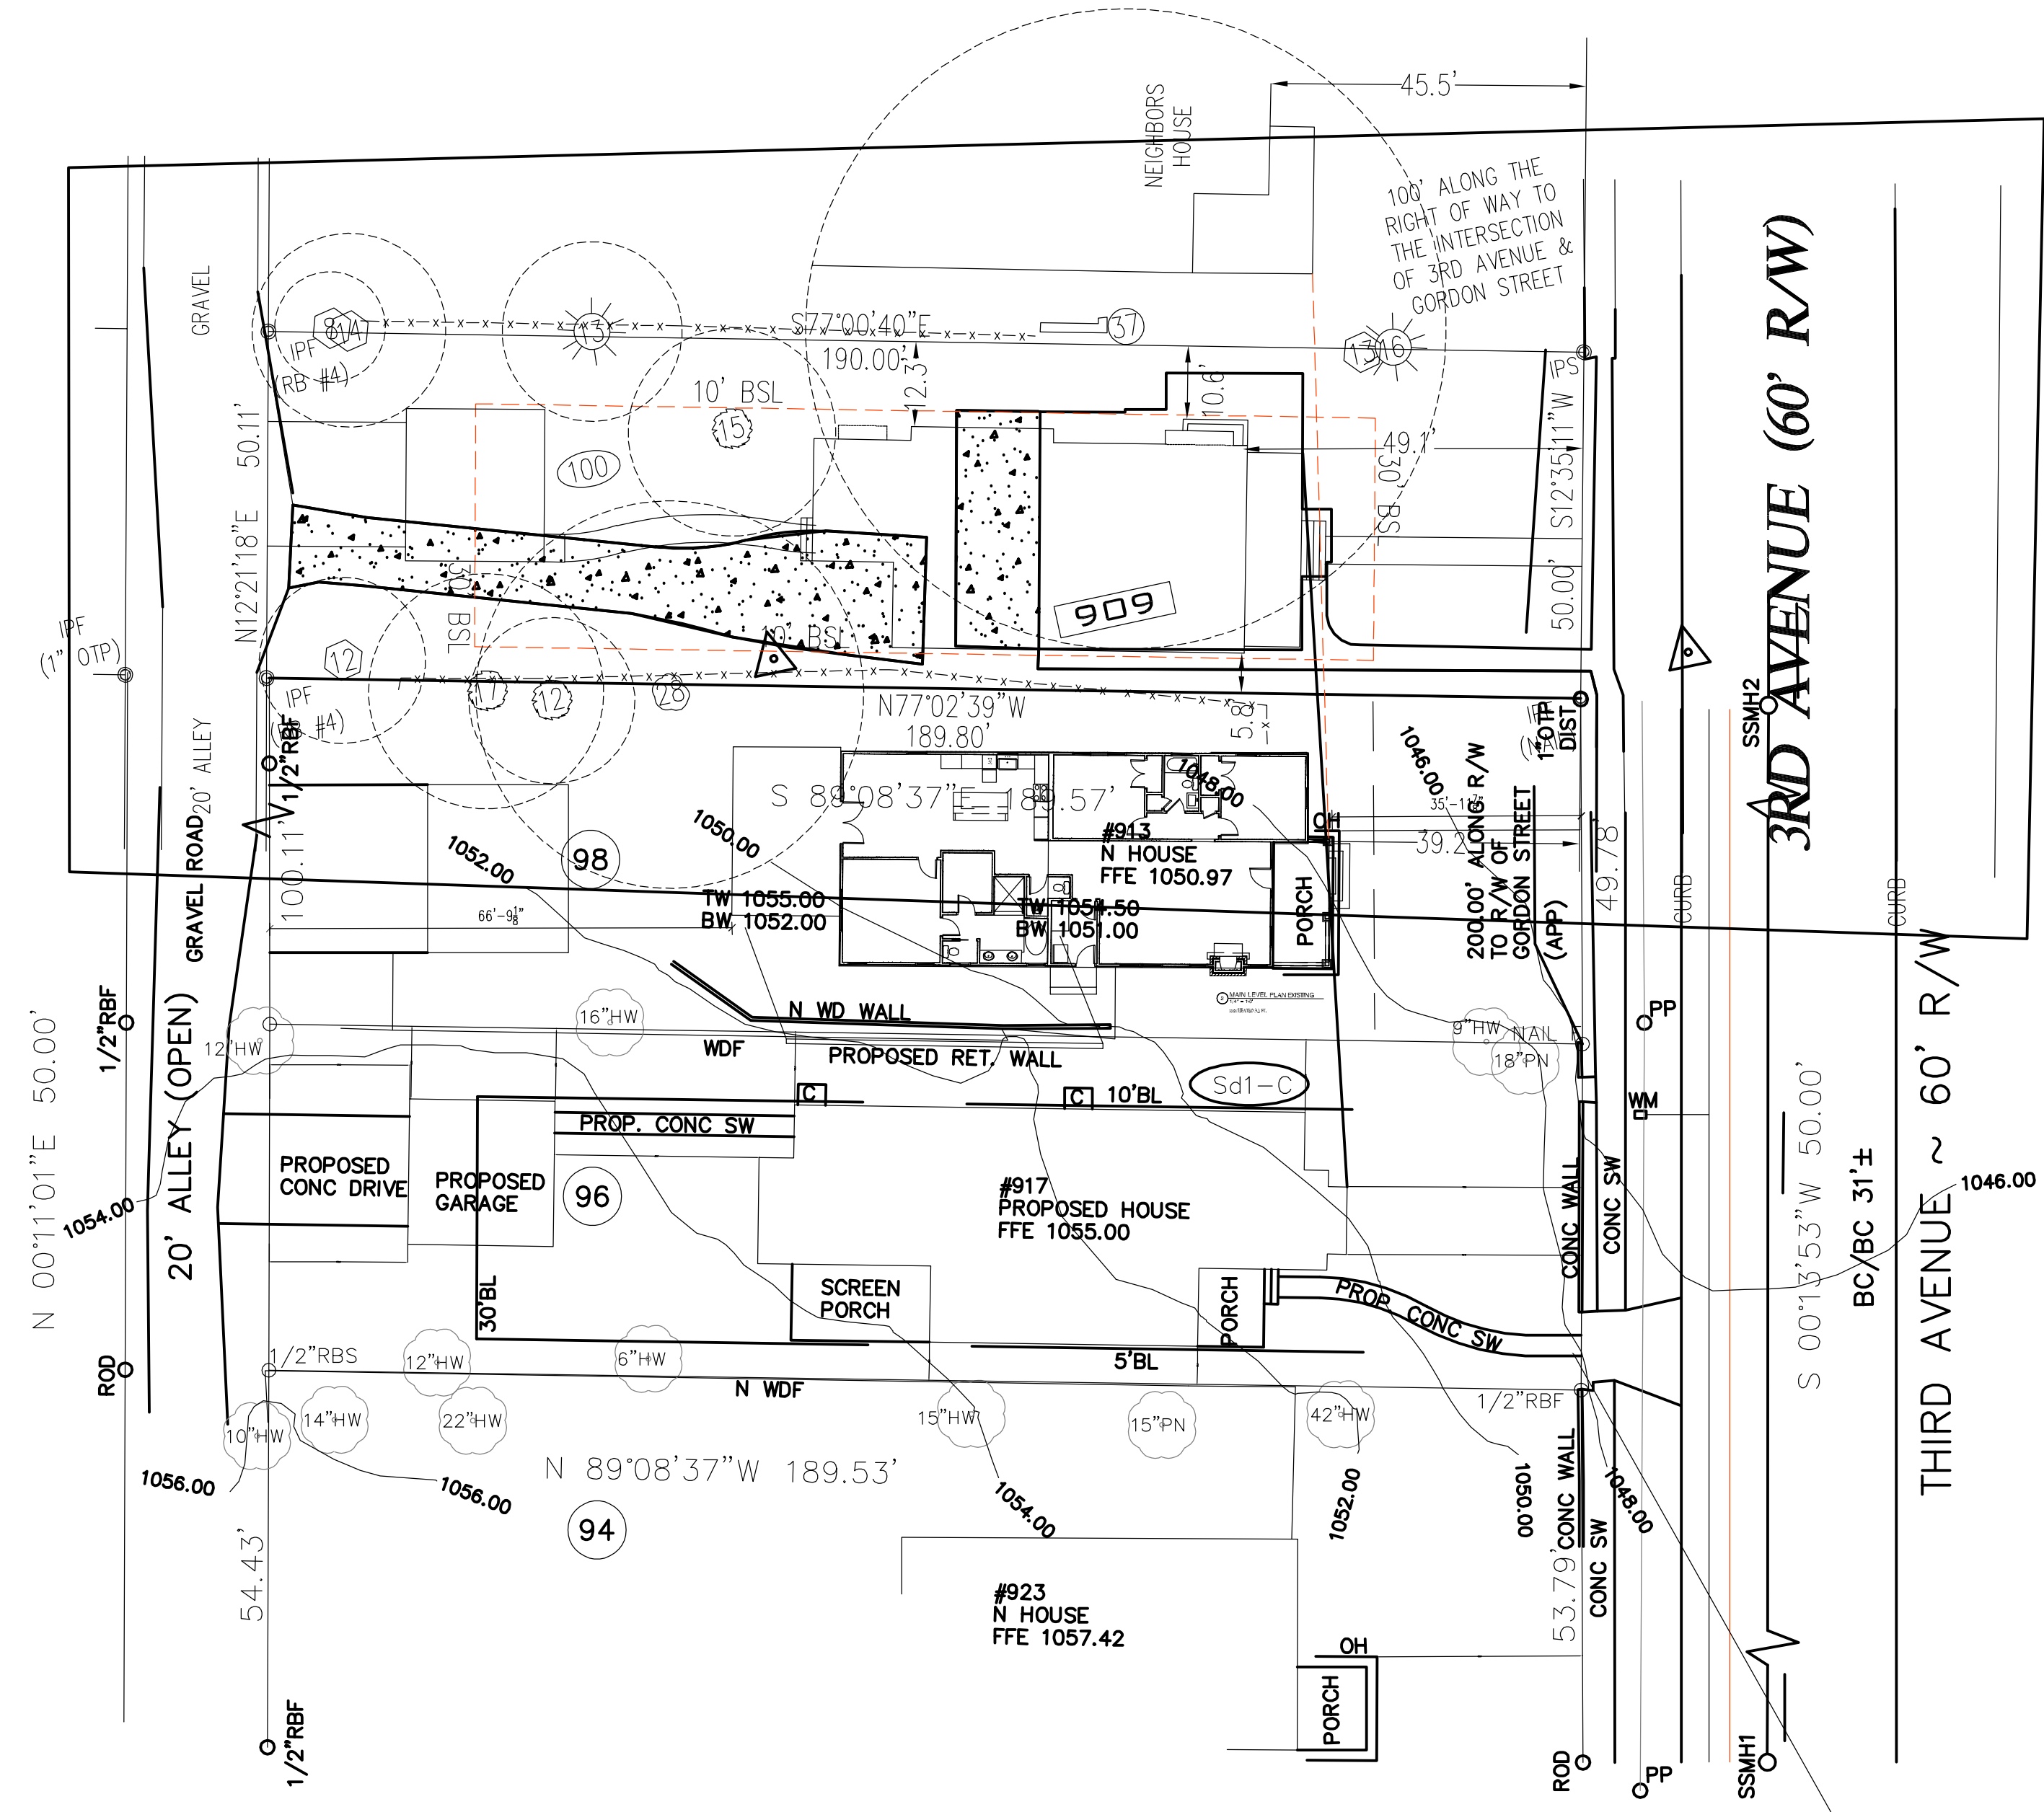 45.5'
NEIGHBORS
HOUSE
100' ALONG THE
RIGHT OF WAY TO
THE INTERSECTION
OF 3RD AVENUE &
GORDON STREET
3RD AVENUE (60' R/W)
GRAVEL
8
14
13
S77°00'40"E
190.00'
37
13
16
IPF
(RB #4)
IPS
10' BSL
12.3'
10.6'
15
49.1'
30' BSL
S12°35'11"W
50.00'
N12°21'18"E 50.11'
100
30' BSL
909
10' BSL
IPF
(1" OTP)
12
17
12
28
IPF
N77°02'39"W
189.80'
5.8'
1"OTP
DIST.
SSMH2
1/2"RBF
20' ALLEY
GRAVEL ROAD
S 89°08'37"E 189.57'
1046.00
1048.00
1050.00
1052.00
98
#913
N HOUSE
FFE 1050.97
OH
39.2
200.00' ALONG R/W
TO R/W OF
GORDON STREET
(APP)
49.78'
CURB
CURB
100.11'
66'-9⅛"
TW 1055.00
BW 1052.00
TW 1054.50
BW 1051.00
PORCH
MAIN LEVEL PLAN EXISTING
N 00°11'01"E 50.00'
1/2"RBF
20' ALLEY (OPEN)
12"HW
16"HW
N WD WALL
WDF
PROPOSED RET. WALL
9"HW
NAIL F
18"PN
PP
Sd1-C
C
C
10'BL
WM
PROP. CONC SW
PROPOSED
CONC DRIVE
PROPOSED
GARAGE
96
#917
PROPOSED HOUSE
FFE 1055.00
CONC WALL
CONC SW
S 00°13'53"W 50.00'
BC/BC 31'±
THIRD AVENUE ~ 60' R/W
1046.00
1054.00
30'BL
SCREEN
PORCH
PORCH
PROP. CONC SW
ROD
1/2"RBS
12"HW
6"HW
N WDF
5'BL
1/2"RBF
10"HW
14"HW
22"HW
15"HW
15"PN
42"HW
1056.00
1056.00
N 89°08'37"W 189.53'
1054.00
1052.00
1050.00
1048.00
CONC WALL
CONC SW
94
54.43'
53.79'
#923
N HOUSE
FFE 1057.42
OH
PORCH
1/2"RBF
ROD
PP
SSMH1